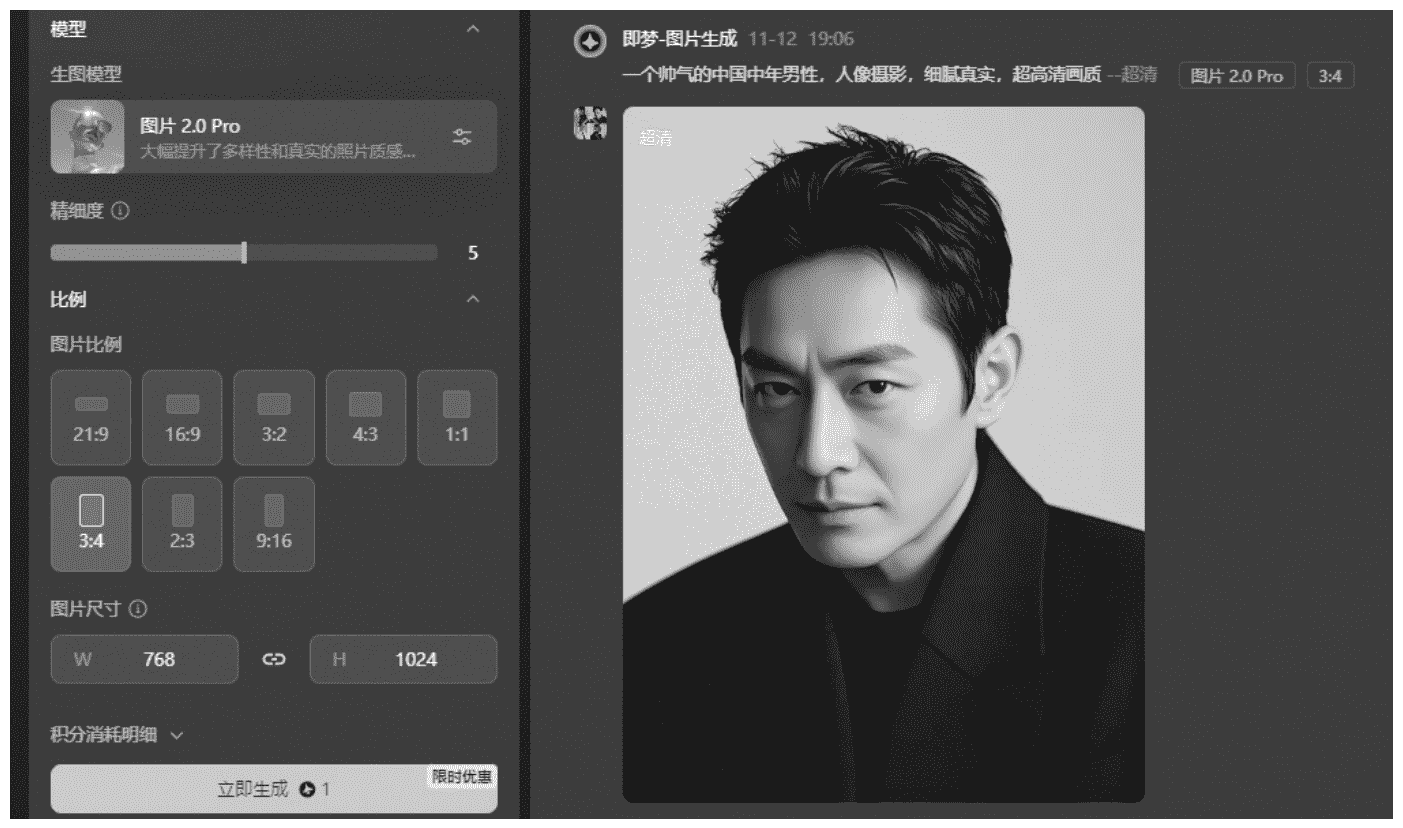 模型
生图模型
图片 2.0 Pro
大幅提升了多样性和真实的照片质感...
精细度
5
比例
图片比例
21:9
16:9
3:2
4:3
1:1
3:4
2:3
9:16
图片尺寸
W 768
H 1024
积分消耗明细
限时优惠
立即生成 1
即梦-图片生成 11-12 19:06
一个帅气的中国中年男性，人像摄影，细腻真实，超高清画质 --超清 图片 2.0 Pro 3:4
超清